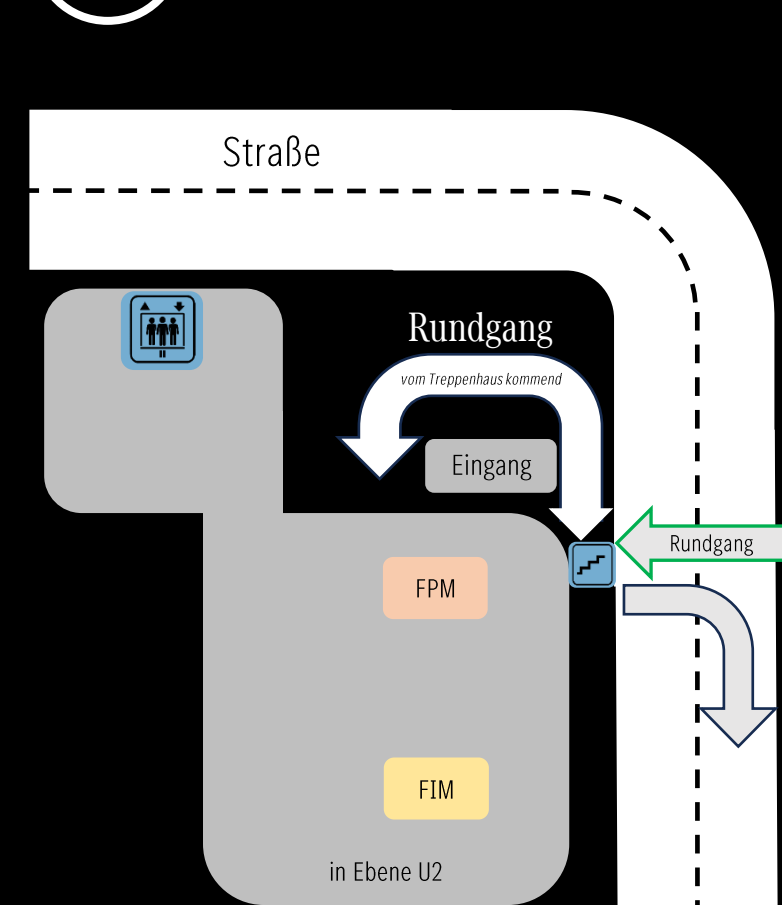 Straße
Rundgang
vom Treppenhaus kommend
Eingang
Rundgang
FPM
FIM
in Ebene U2